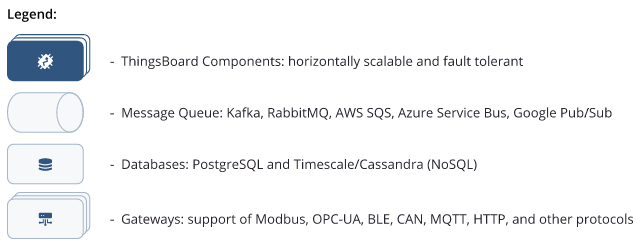 Legend:
- ThingsBoard Components: horizontally scalable and fault tolerant
- Message Queue: Kafka, RabbitMQ, AWS SQS, Azure Service Bus, Google Pub/Sub
- Databases: PostgreSQL and Timescale/Cassandra (NoSQL)
- Gateways: support of Modbus, OPC-UA, BLE, CAN, MQTT, HTTP, and other protocols